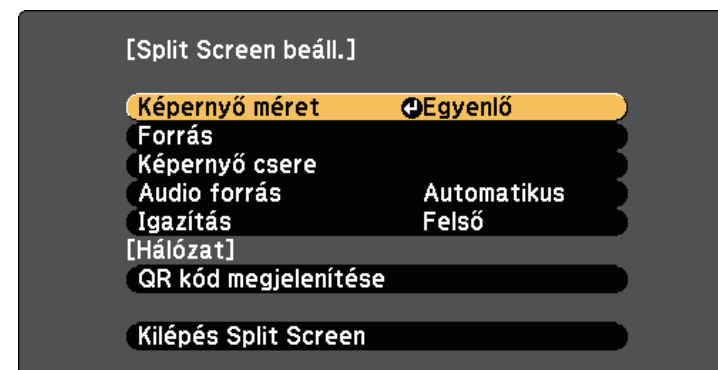 [Split Screen beáll.]
Képernyő méret Egyenlő
Forrás
Képernyő csere
Audio forrás Automatikus
Igazítás Felső
[Hálózat]
QR kód megjelenítése
Kilépés Split Screen